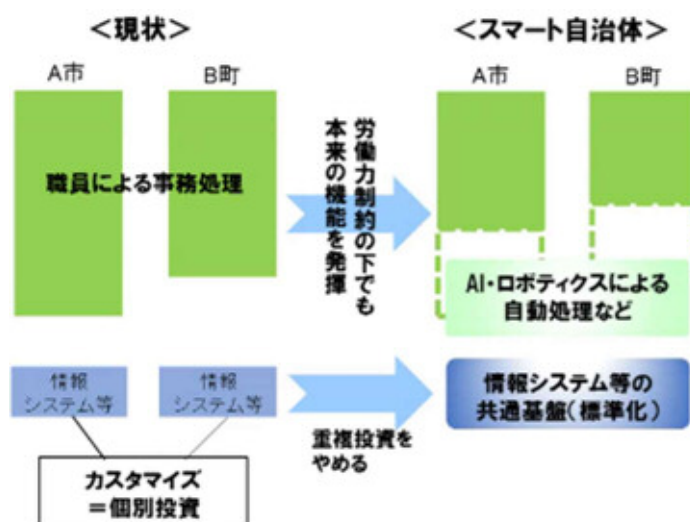 ＜現状＞
＜スマート自治体＞
A市
B町
A市
B町
職員による事務処理
労働力制約の下でも
本来の機能を発揮
AI・ロボティクスによる
自動処理など
情報
システム等
情報
システム等
情報システム等の
共通基盤(標準化)
重複投資を
やめる
カスタマイズ
＝個別投資